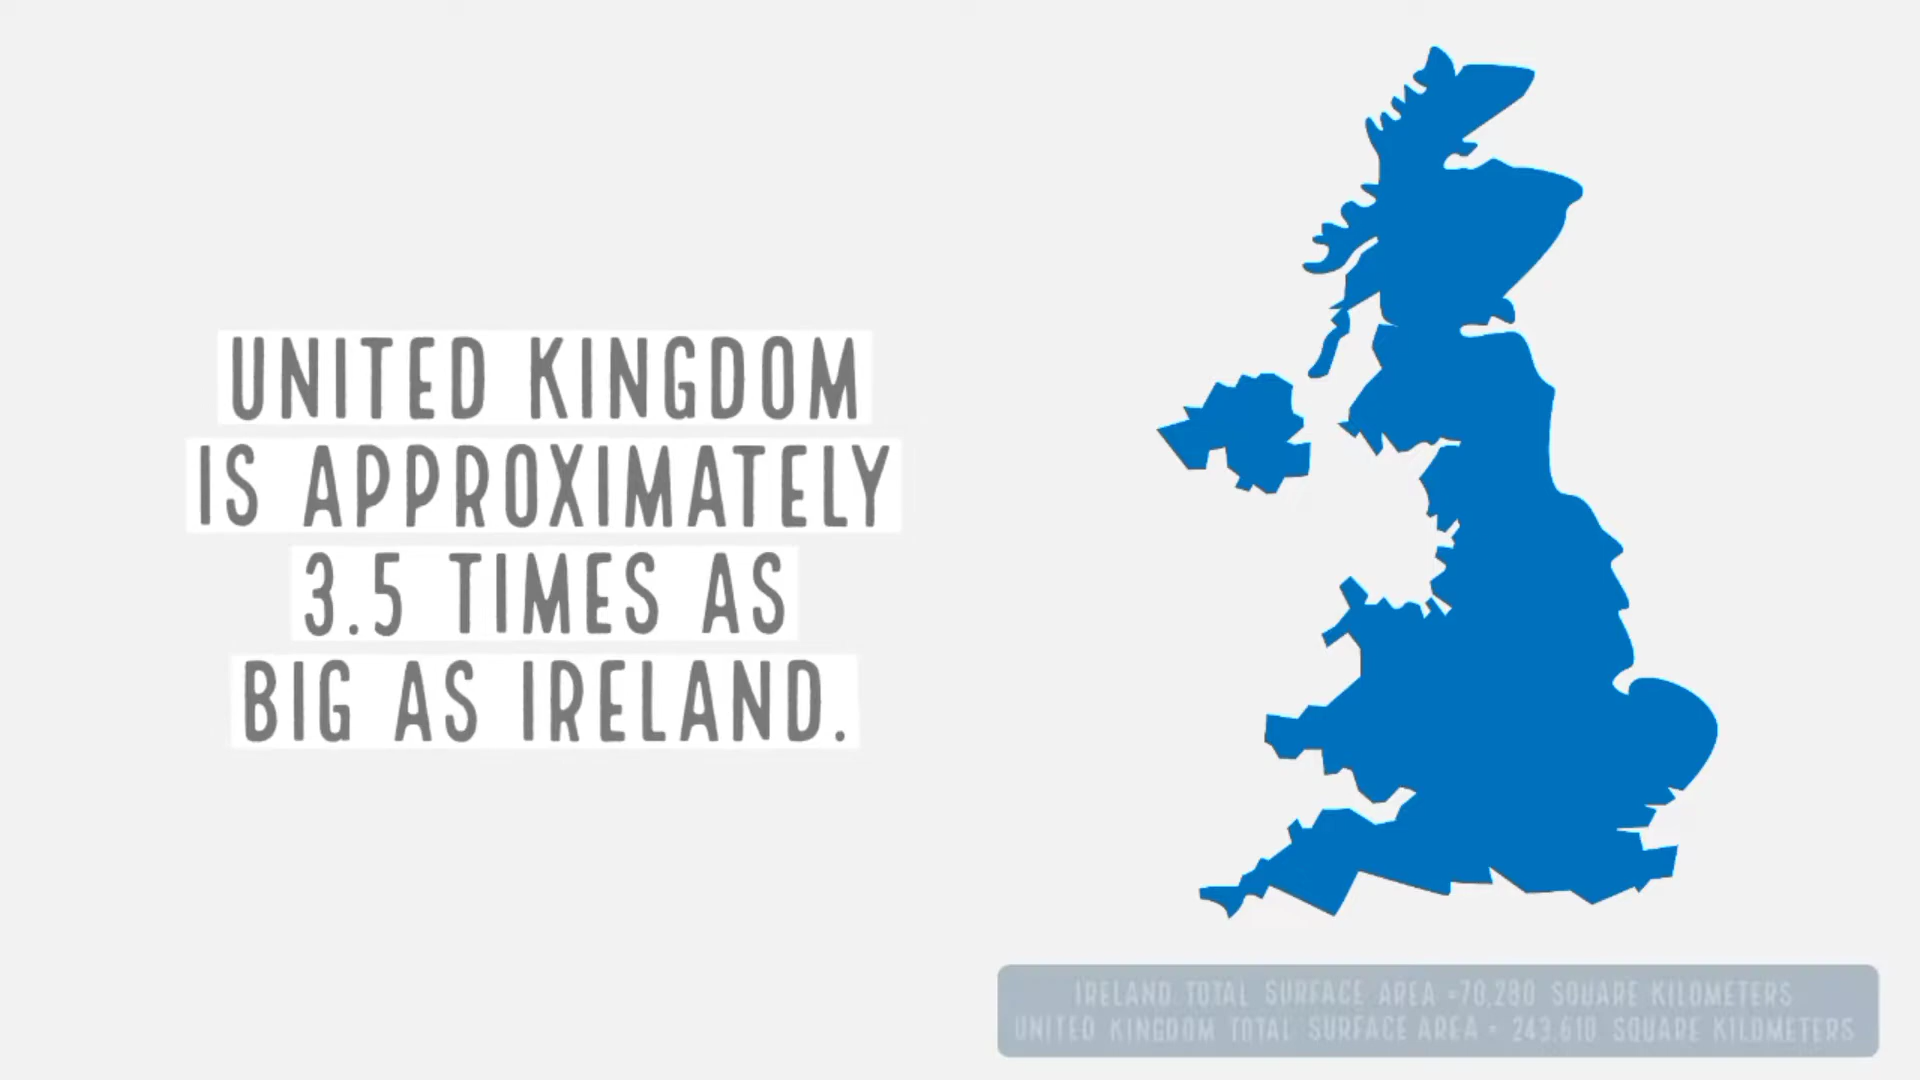 UNITED KINGDOM
IS APPROXIMATELY
3.5 TIMES AS
BIG AS IRELAND.
IRELAND TOTAL SURFACE AREA =70,280 SQUARE KILOMETERS
UNITED KINGDOM TOTAL SURFACE AREA = 243,610 SQUARE KILOMETERS